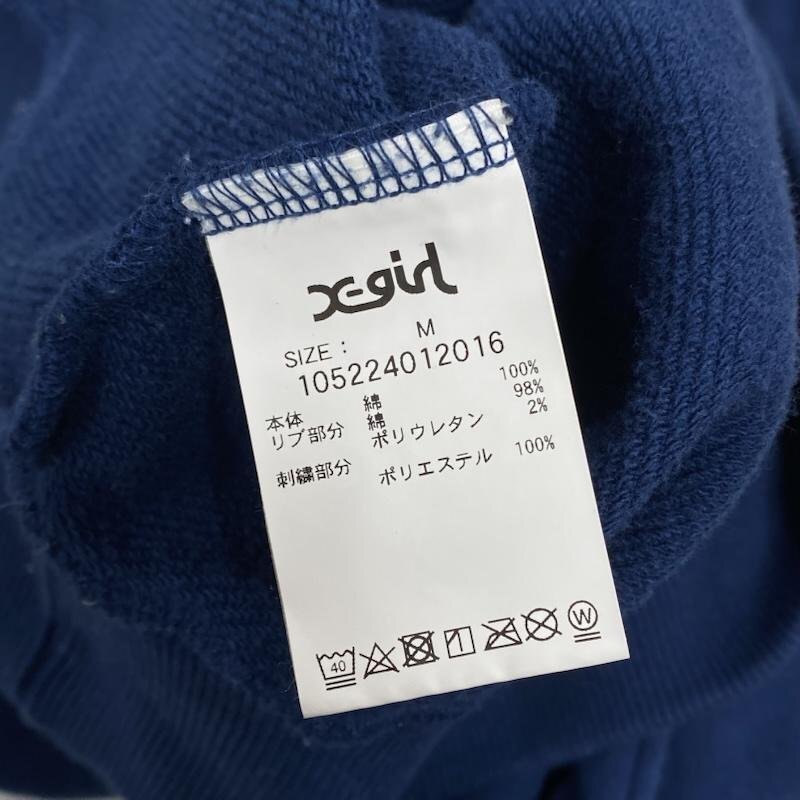 X-girl
SIZE : M
105224012016
本体 綿 100%
リブ部分 綿 98%
ポリウレタン 2%
刺繍部分 ポリエステル 100%
40
W